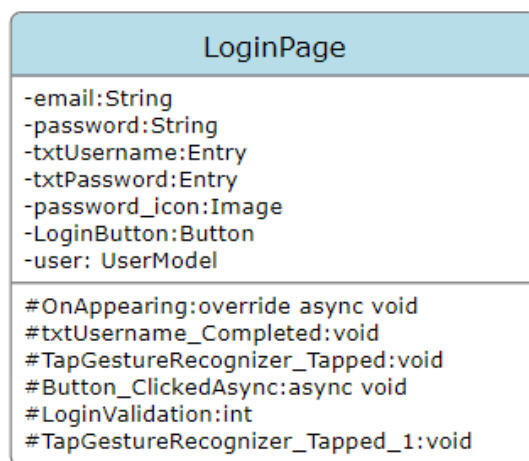 LoginPage
-email:String
-password:String
-txtUsername:Entry
-txtPassword:Entry
-password_icon:Image
-LoginButton:Button
-user: UserModel
#OnAppearing:override async void
#txtUsername_Completed:void
#TapGestureRecognizer_Tapped:void
#Button_ClickedAsync:async void
#LoginValidation:int
#TapGestureRecognizer_Tapped_1:void